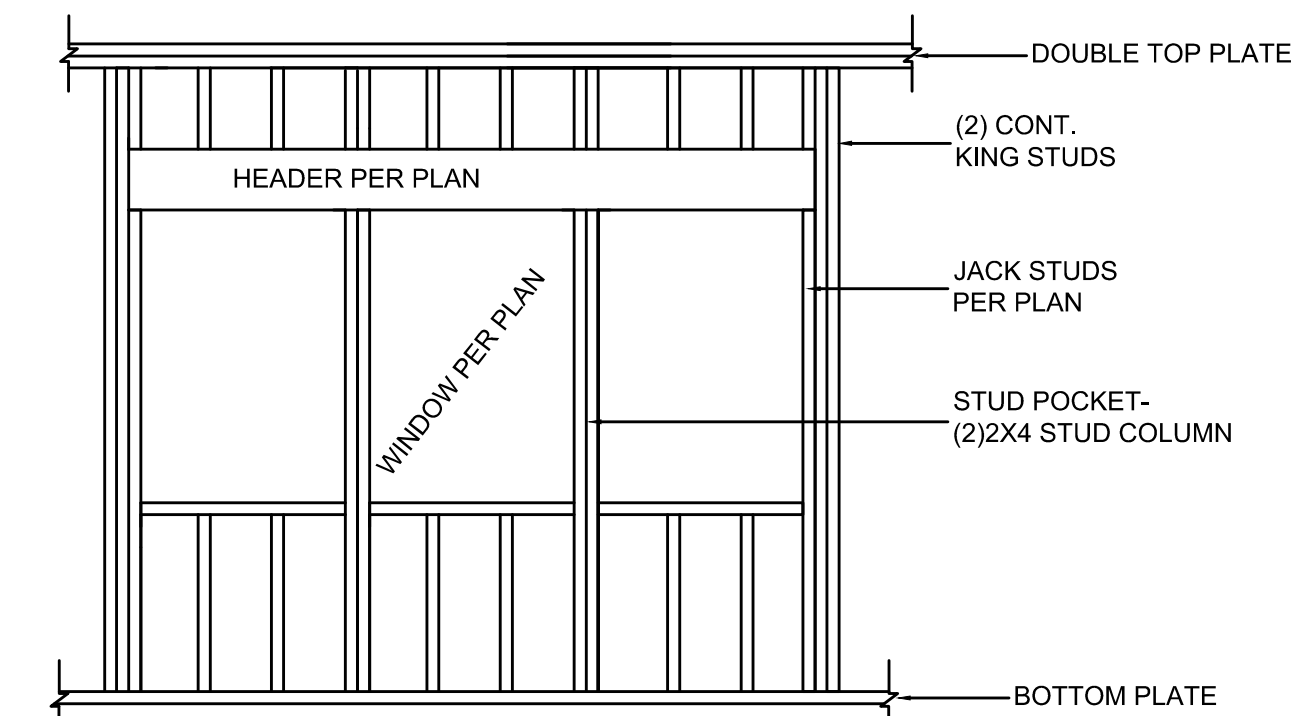 DOUBLE TOP PLATE
(2) CONT.
KING STUDS
HEADER PER PLAN
JACK STUDS
PER PLAN
WINDOW PER PLAN
STUD POCKET-
(2)2X4 STUD COLUMN
BOTTOM PLATE